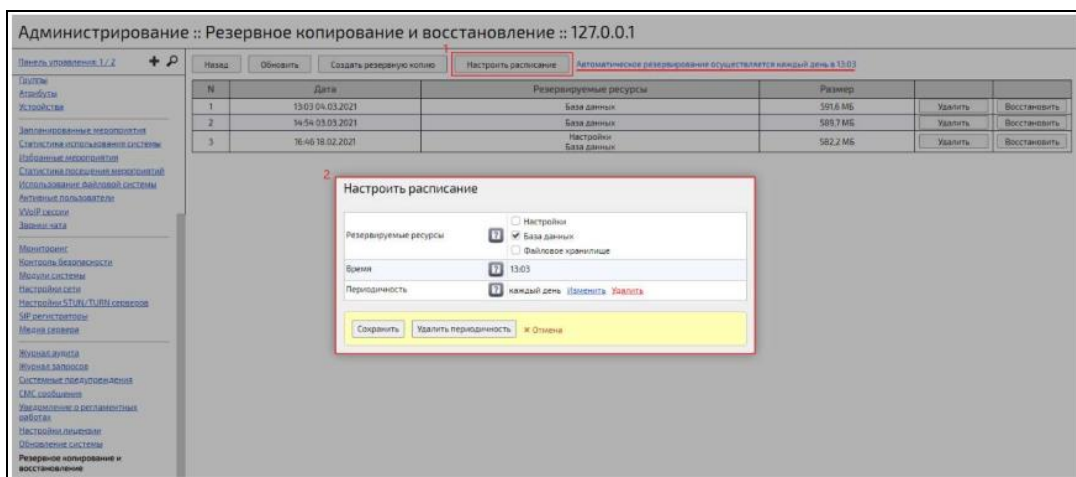 Администрирование :: Резервное копирование и восстановление :: 127.0.0.1
Панель управления 1 / 2
Группы
Атрибуты
Устройства
Запланированные мероприятия
Статистика использования системы
Избранные мероприятия
Статистика посещения мероприятий
Использование файловой системы
Активные пользователи
VVoIP сессии
Звонки чата
Мониторинг
Контроль безопасности
Модули системы
Настройки сети
Настройки STUN/TURN серверов
SIP регистраторы
Медиа сервера
Журнал аудита
Журнал запросов
Системные предупреждения
СМС сообщения
Уведомление о регламентных
работах
Настройки лицензии
Обновление системы
Резервное копирование и
восстановление
1
Назад Обновить Создать резервную копию Настроить расписание Автоматическое резервирование осуществляется каждый день в 13:03
N Дата Резервируемые ресурсы Размер
1 13:03 04.03.2021 База данных 591,6 МБ Удалить Восстановить
2 14:54 03.03.2021 База данных 589,7 МБ Удалить Восстановить
3 16:46 18.02.2021 Настройки 582,2 МБ Удалить Восстановить
База данных
2
Настроить расписание
Резервируемые ресурсы ? Настройки
База данных
Файловое хранилище
Время ? 13:03
Периодичность ? каждый день Изменить Удалить
Сохранить Удалить периодичность × Отмена